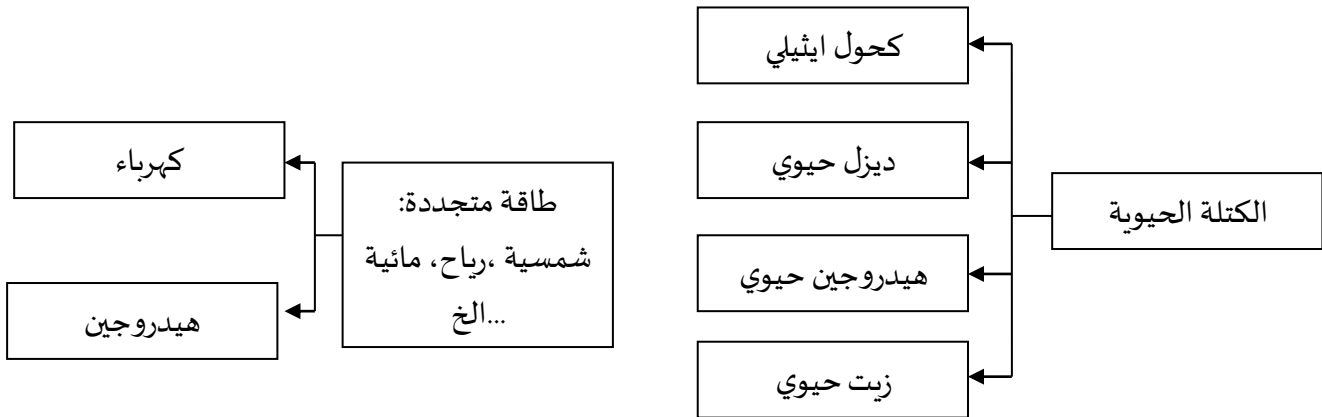 كحول ايثيلي
ديزل حيوي
الكتلة الحيوية
هيدروجين حيوي
زيت حيوي
كهرباء
طاقة متجددة:
شمسية ،رياح، مائية
...الخ
هيدروجين